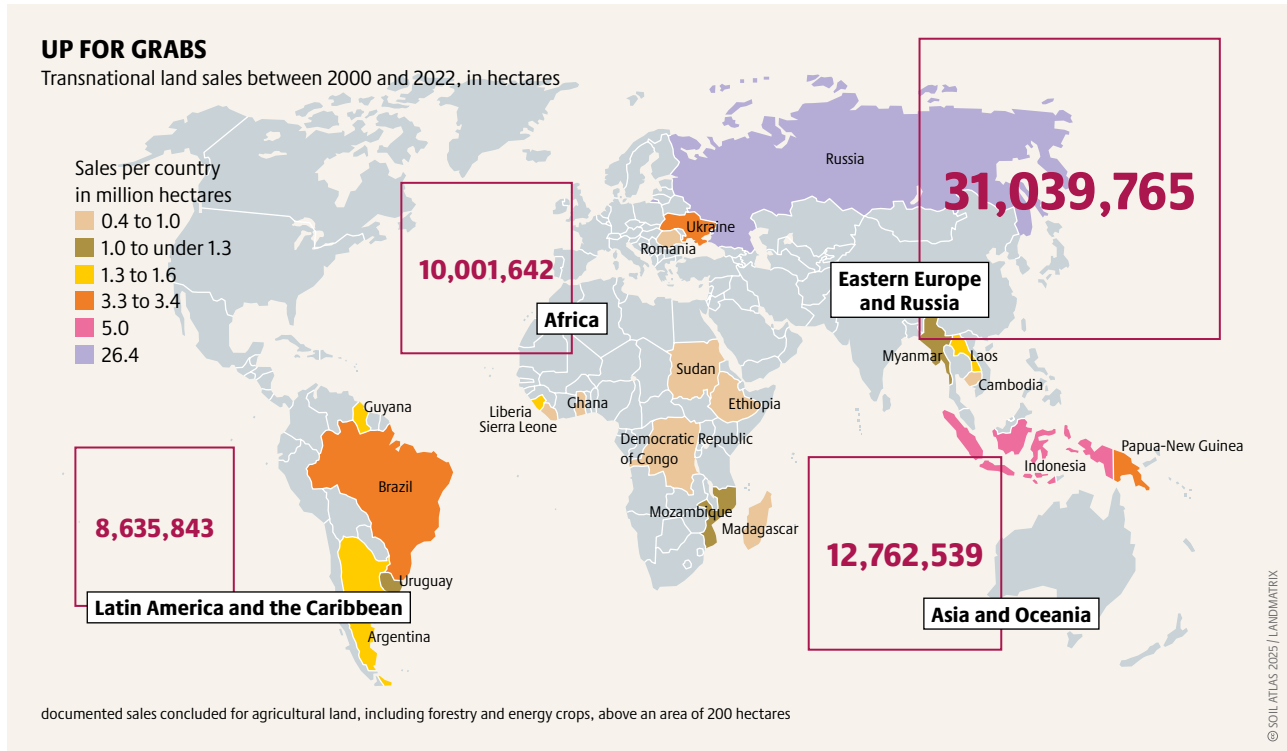 UP FOR GRABS
Transnational land sales between 2000 and 2022, in hectares
Sales per country
in million hectares
0.4 to 1.0
1.0 to under 1.3
1.3 to 1.6
3.3 to 3.4
5.0
26.4
Russia
31,039,765
Ukraine
Romania
10,001,642
Eastern Europe
and Russia
Africa
Myanmar
Laos
Sudan
Cambodia
Guyana
Liberia
Sierra Leone
Ghana
Ethiopia
Democratic Republic
of Congo
Papua-New Guinea
Indonesia
Brazil
Mozambique
Madagascar
8,635,843
12,762,539
Uruguay
Latin America and the Caribbean
Asia and Oceania
Argentina
documented sales concluded for agricultural land, including forestry and energy crops, above an area of 200 hectares
SOIL ATLAS 2025 / LANDMATRIX